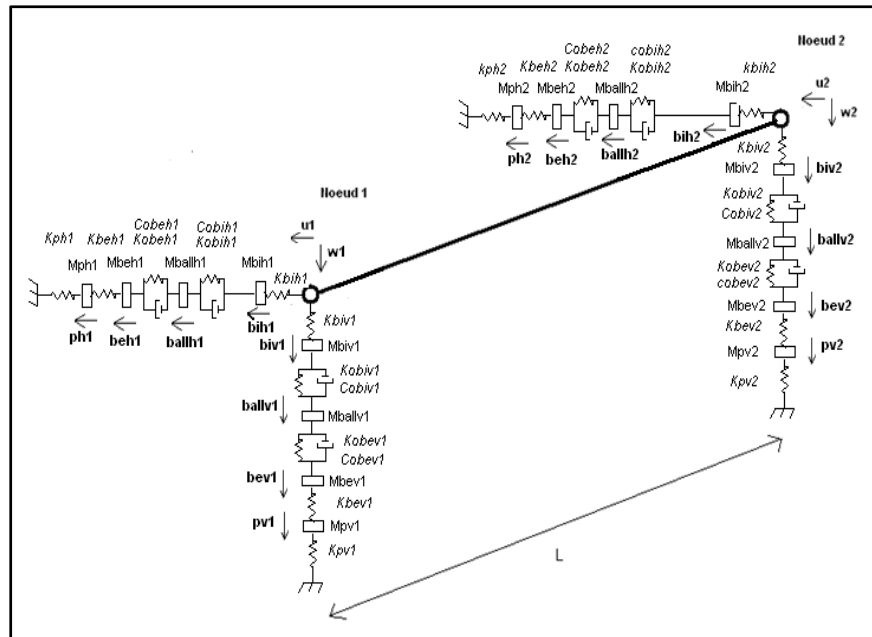 Noeud 2
Cobeh2 cobih2
kph2 Kbeh2 Kobeh2 Kobih2 kbih2
Mph2 Mbeh2 Mballh2 Mbih2
u2
w2
ph2 beh2 ballh2 bih2
Kbiv2
Mbiv2 biv2
Kobiv2
Cobiv2
Mballv2 ballv2
Kobev2
cobev2
Mbev2 bev2
Kbev2
Mpv2 pv2
Kpv2
Noeud 1
u1
w1
Cobeh1 Cobih1
Kph1 Kbeh1 Kobeh1 Kobih1
Mph1 Mbeh1 Mballh1 Mbih1 Kbih1
ph1 beh1 ballh1 bih1
Kbiv1
biv1 Mbiv1
Kobiv1
Cobiv1
ballv1 Mballv1
Kobev1
Cobev1
bev1 Mbev1
Kbev1
pv1 Mpv1
Kpv1
L